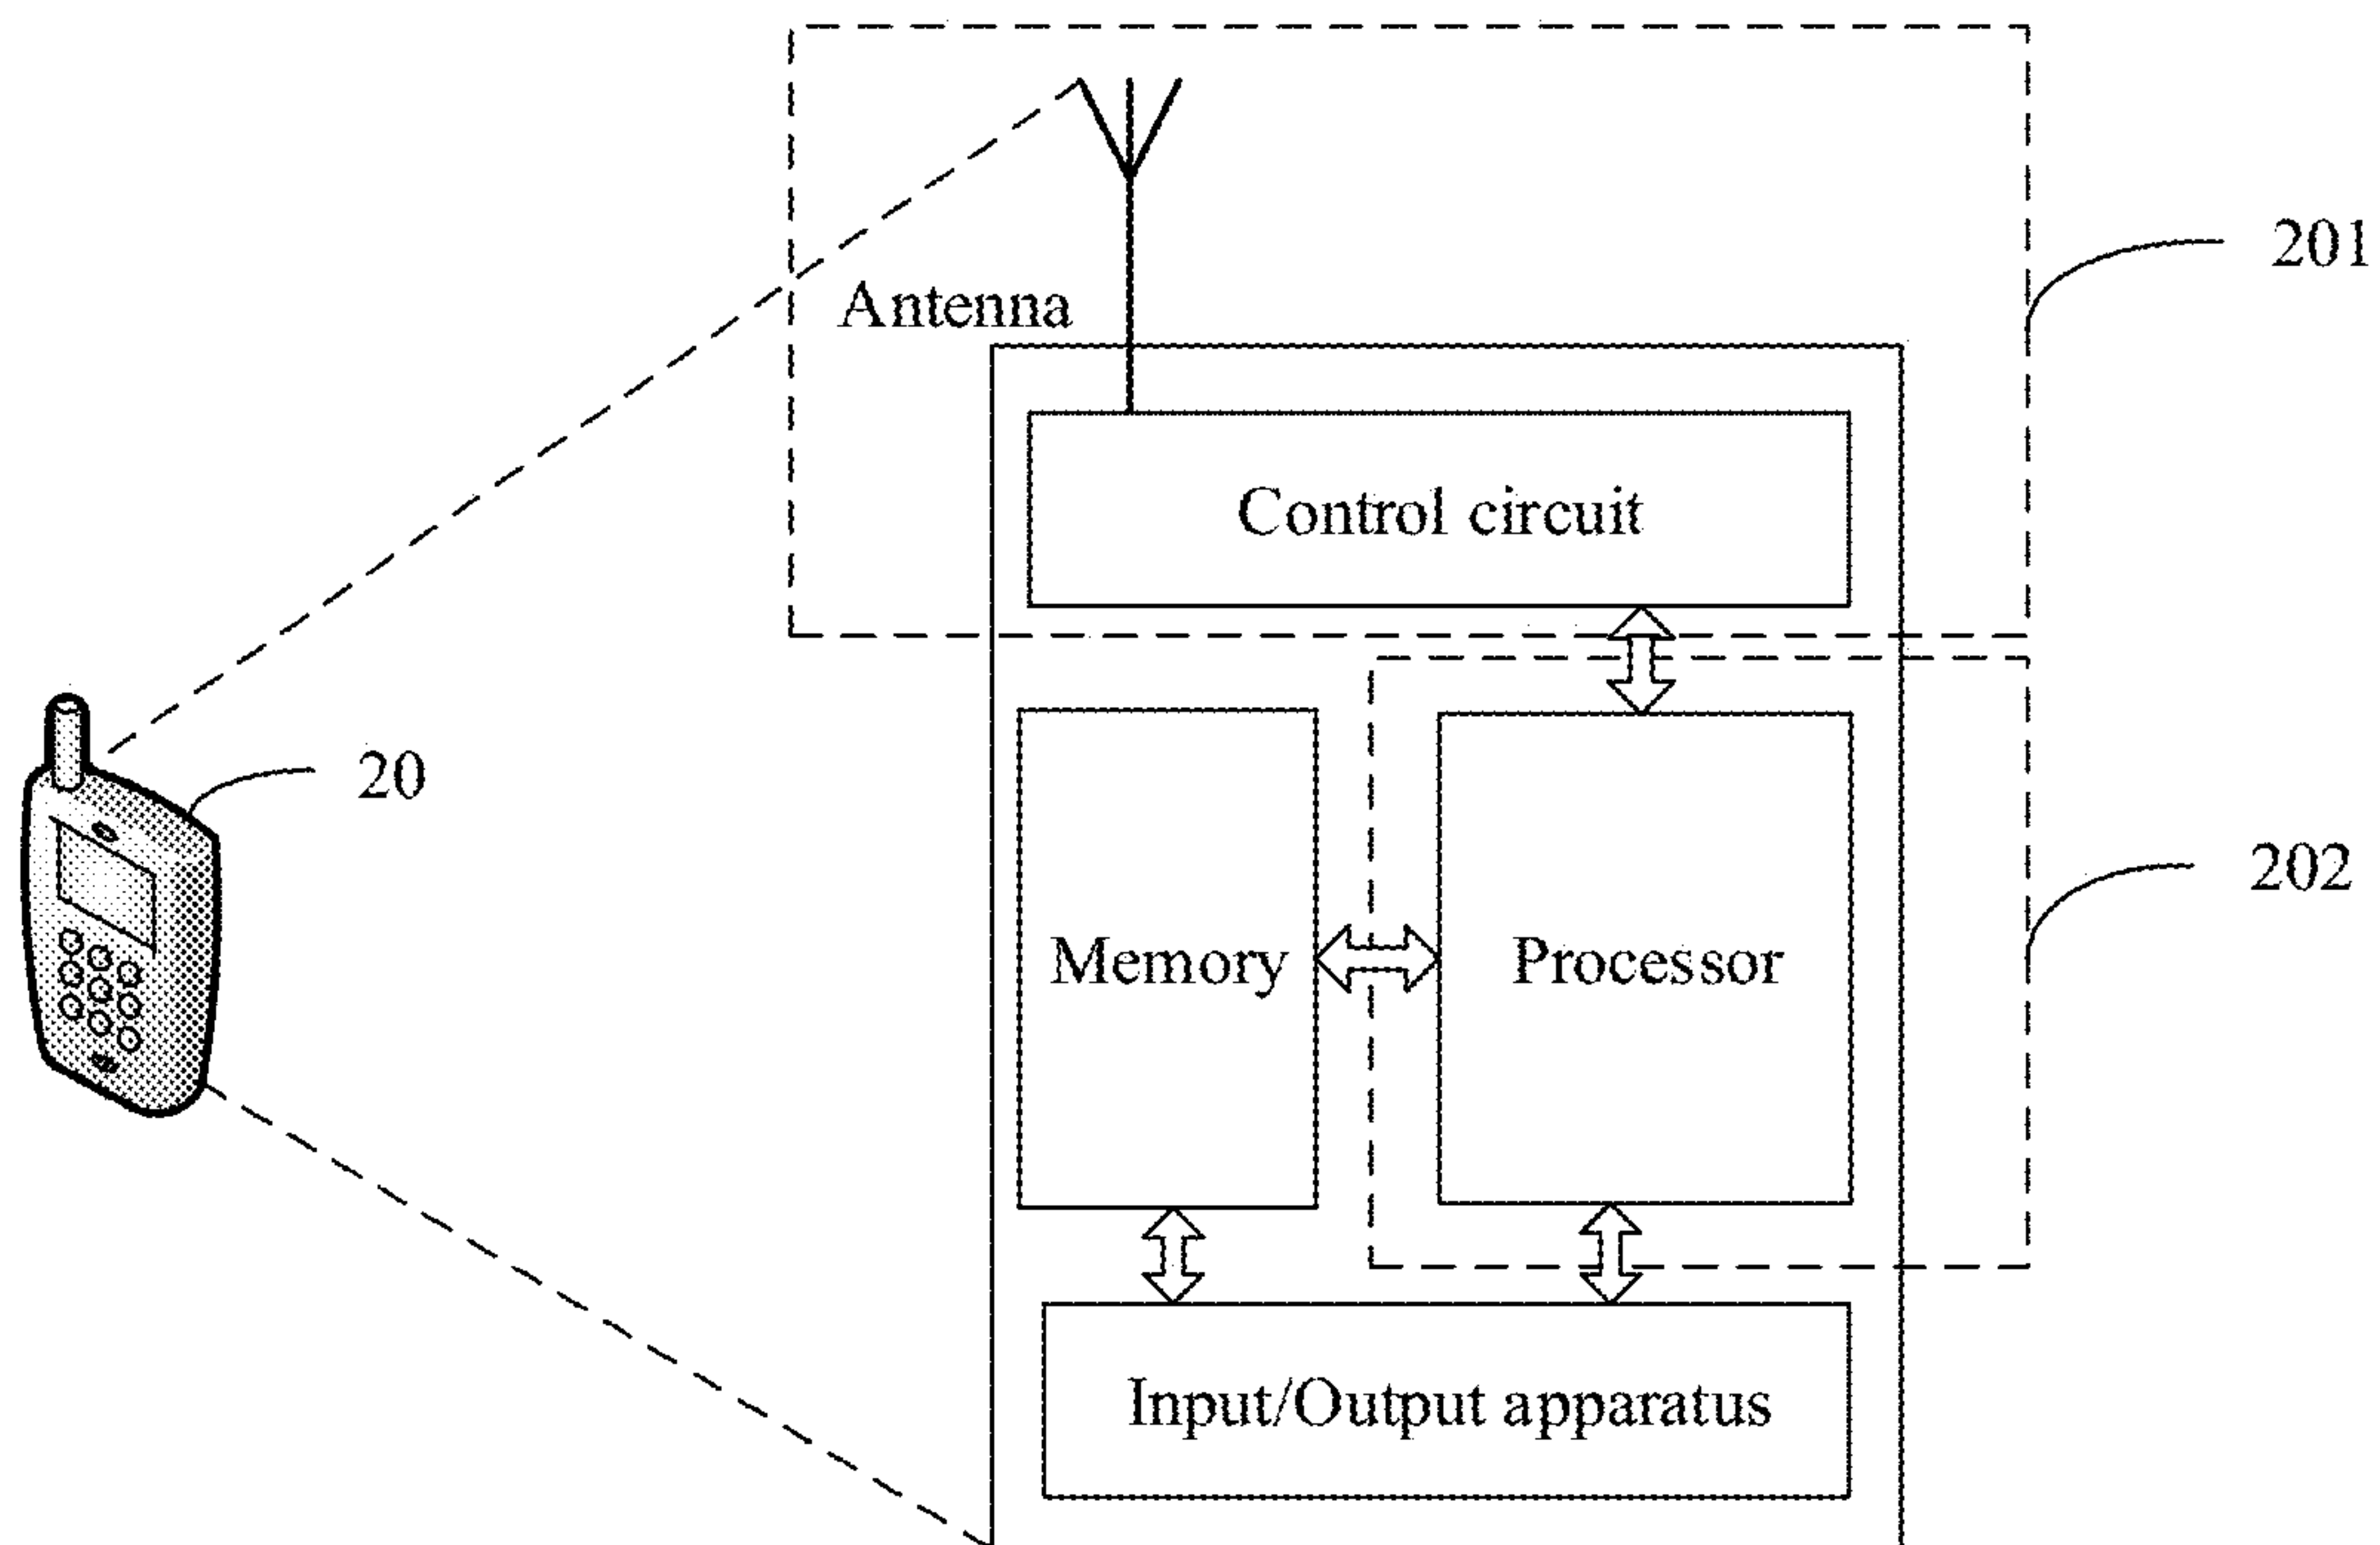 201
Antenna
Control circuit
20
202
Memory
Processor
Input/Output apparatus